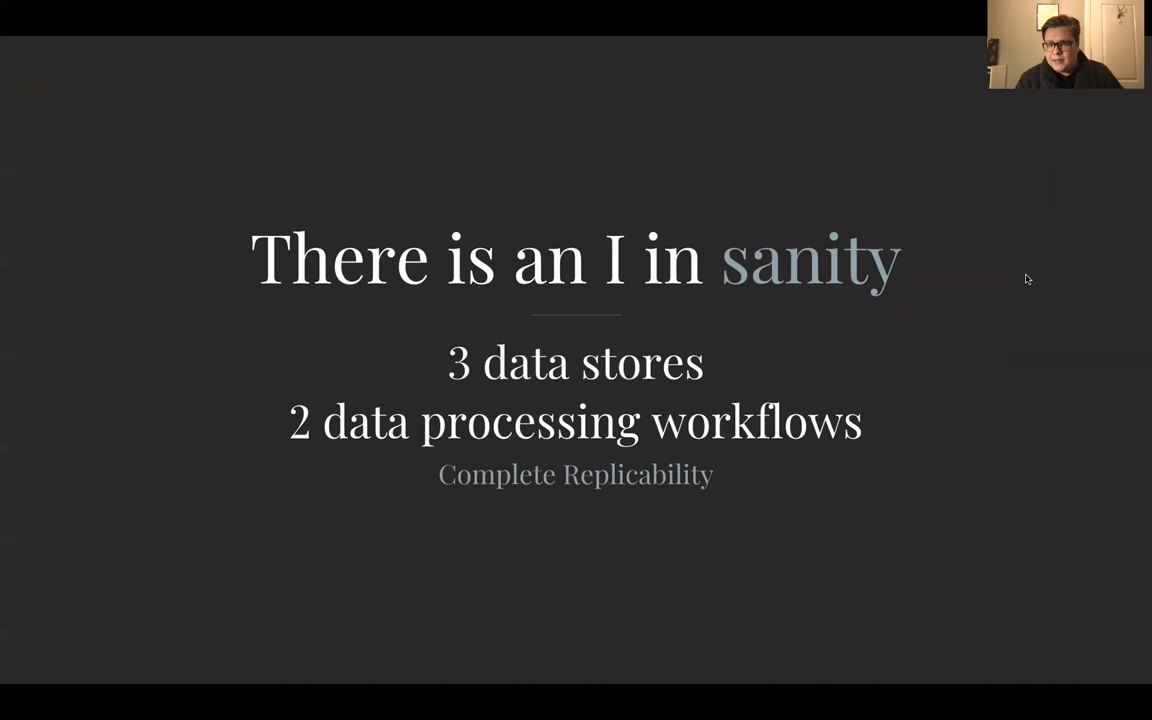 There is an I in sanity
3 data stores
2 data processing workflows
Complete Replicability